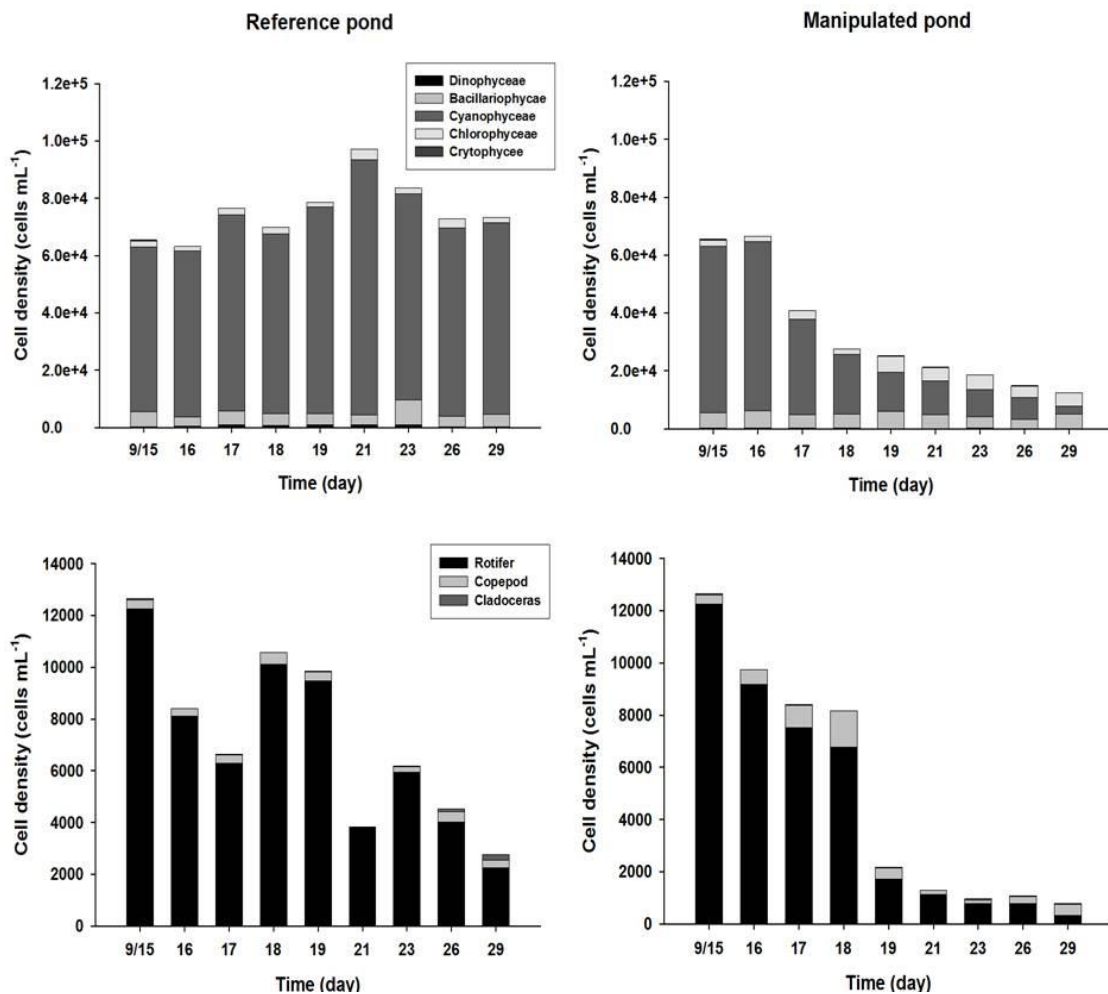 Reference pond
Manipulated pond
Cell density (cells mL⁻¹)
1.2e+5
1.0e+5
8.0e+4
6.0e+4
4.0e+4
2.0e+4
0.0
Dinophyceae
Bacillariophycae
Cyanophyceae
Chlorophyceae
Crytophycee
9/15 16 17 18 19 21 23 26 29
Time (day)
Cell density (cells mL⁻¹)
1.2e+5
1.0e+5
8.0e+4
6.0e+4
4.0e+4
2.0e+4
0.0
9/15 16 17 18 19 21 23 26 29
Time (day)
Cell density (cells mL⁻¹)
14000
12000
10000
8000
6000
4000
2000
0
Rotifer
Copepod
Cladoceras
9/15 16 17 18 19 21 23 26 29
Time (day)
Cell density (cells mL⁻¹)
14000
12000
10000
8000
6000
4000
2000
0
9/15 16 17 18 19 21 23 26 29
Time (day)